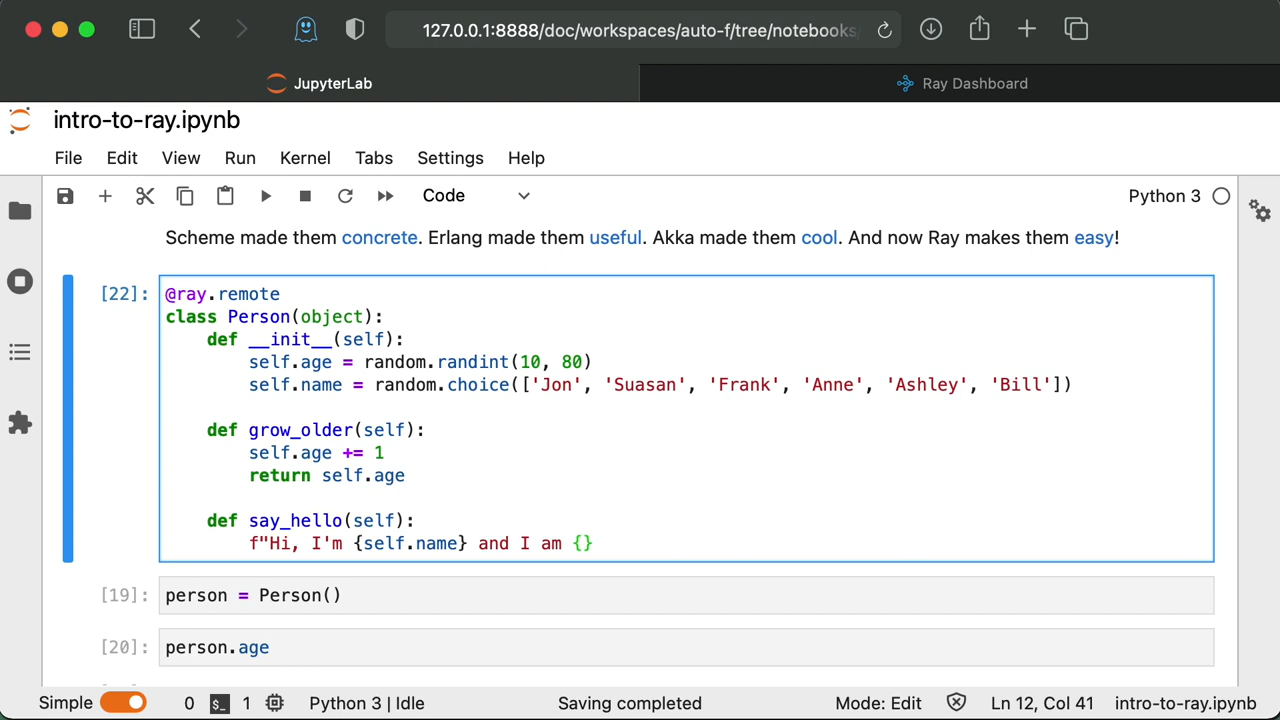 127.0.0.1:8888/doc/workspaces/auto-f/tree/notebooks
JupyterLab
Ray Dashboard
intro-to-ray.ipynb
File Edit View Run Kernel Tabs Settings Help
Code
Python 3
Scheme made them concrete. Erlang made them useful. Akka made them cool. And now Ray makes them easy!
[22]:
@ray.remote
class Person(object):
    def __init__(self):
        self.age = random.randint(10, 80)
        self.name = random.choice(['Jon', 'Suasan', 'Frank', 'Anne', 'Ashley', 'Bill'])
    def grow_older(self):
        self.age += 1
        return self.age
    def say_hello(self):
        f"Hi, I'm {self.name} and I am {}
[19]: person = Person()
[20]: person.age
Simple 0 $_ 1 Python 3 | Idle Saving completed Mode: Edit Ln 12, Col 41 intro-to-ray.ipynb